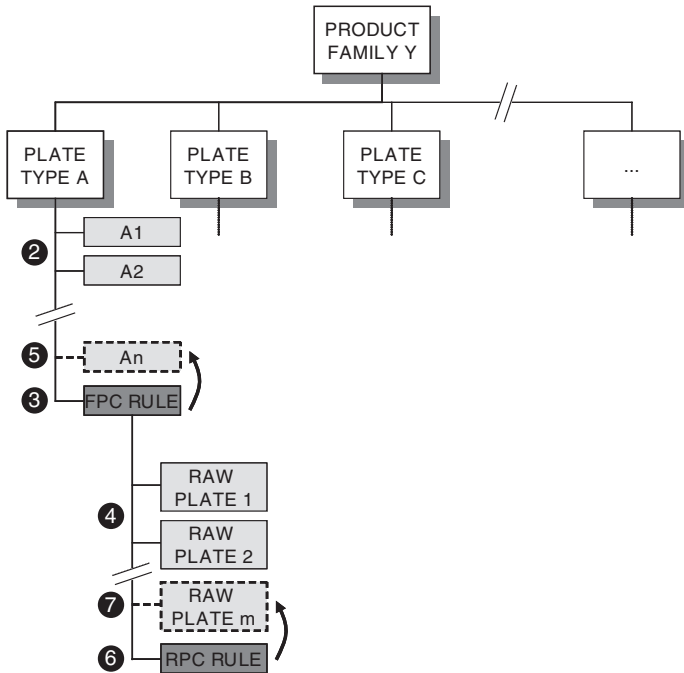 PRODUCT
FAMILY Y
PLATE
TYPE A
PLATE
TYPE B
PLATE
TYPE C
...
A1
2
A2
5
An
3
FPC RULE
RAW
PLATE 1
4
RAW
PLATE 2
7
RAW
PLATE m
6
RPC RULE